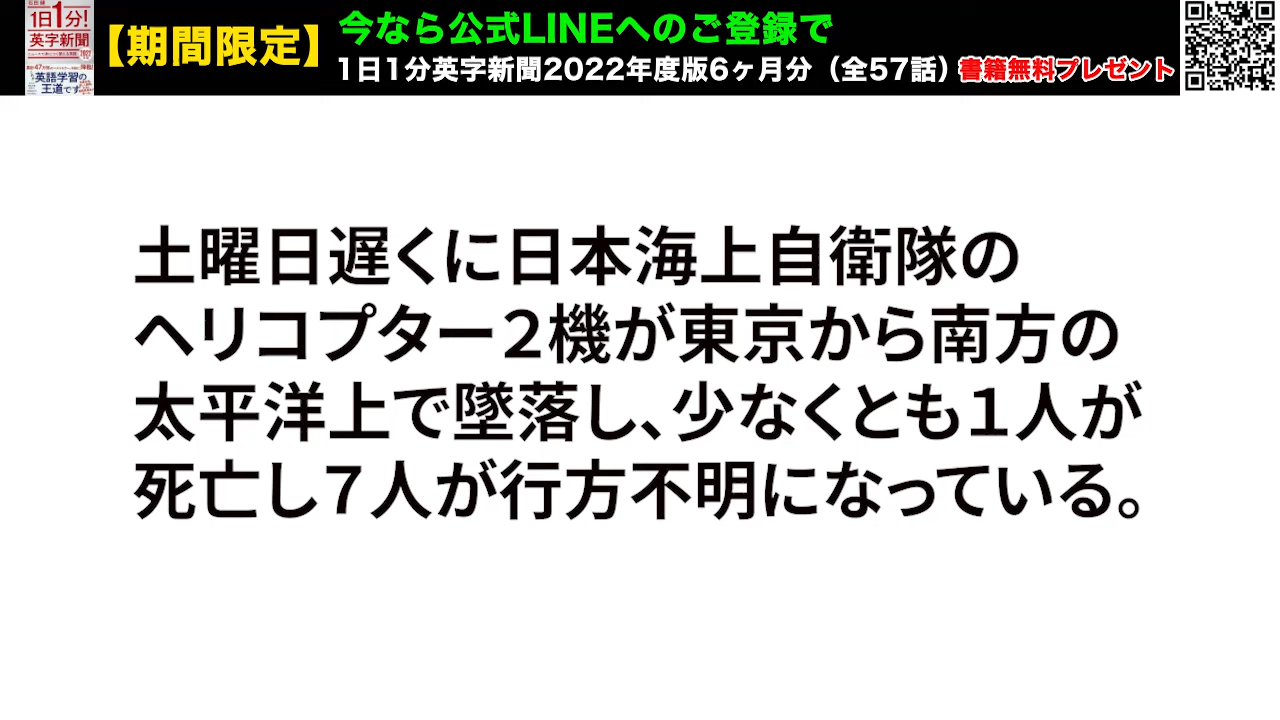 1日1分!
英字新聞
英語学習の
王道です
【期間限定】
今なら公式LINEへのご登録で
1日1分英字新聞2022年度版6ヶ月分（全57話）書籍無料プレゼント
土曜日遅くに日本海上自衛隊の
ヘリコプター２機が東京から南方の
太平洋上で墜落し、少なくとも１人が
死亡し７人が行方不明になっている。